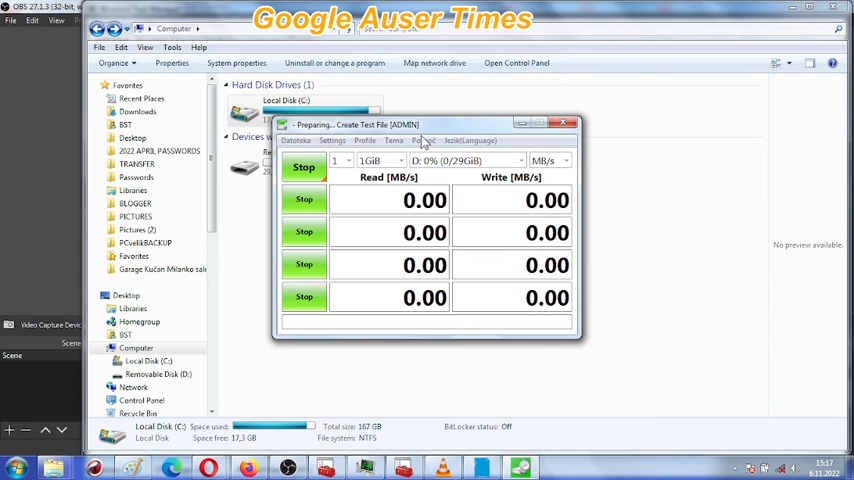 OBS 27.1.3 (32-bit, w
Google Auser Times
File Edit View
Computer
File Edit View Tools Help
Organize Properties System properties Uninstall or change a program Map network drive Open Control Panel
Favorites
Recent Places
Downloads
BST
Desktop
2022 APRIL PASSWORDS
TRANSFER
Passwords
Libraries
BLOGGER
PICTURES
Pictures (2)
PCvelikBACKUP
Favorites
Garage Kućan Milanko sale
Desktop
Libraries
Homegroup
BST
Computer
Local Disk (C:)
Removable Disk (D:)
Network
Control Panel
Recycle Bin
Hard Disk Drives (1)
Local Disk (C:)
17,
Devices w
29,
- Preparing... Create Test File [ADMIN]
Datoteka Settings Profile Tema Jezik(Language)
Stop 1 1GiB D: 0% (0/29GiB) MB/s
Read [MB/s] Write [MB/s]
Stop 0.00 0.00
Stop 0.00 0.00
Stop 0.00 0.00
Stop 0.00 0.00
No preview available.
Video Capture Devic
Scene
Scene
Local Disk (C:) Space used: Total size: 167 GB BitLocker status: Off
Local Disk Space free: 17,3 GB File system: NTFS
15:17
6.11.2022